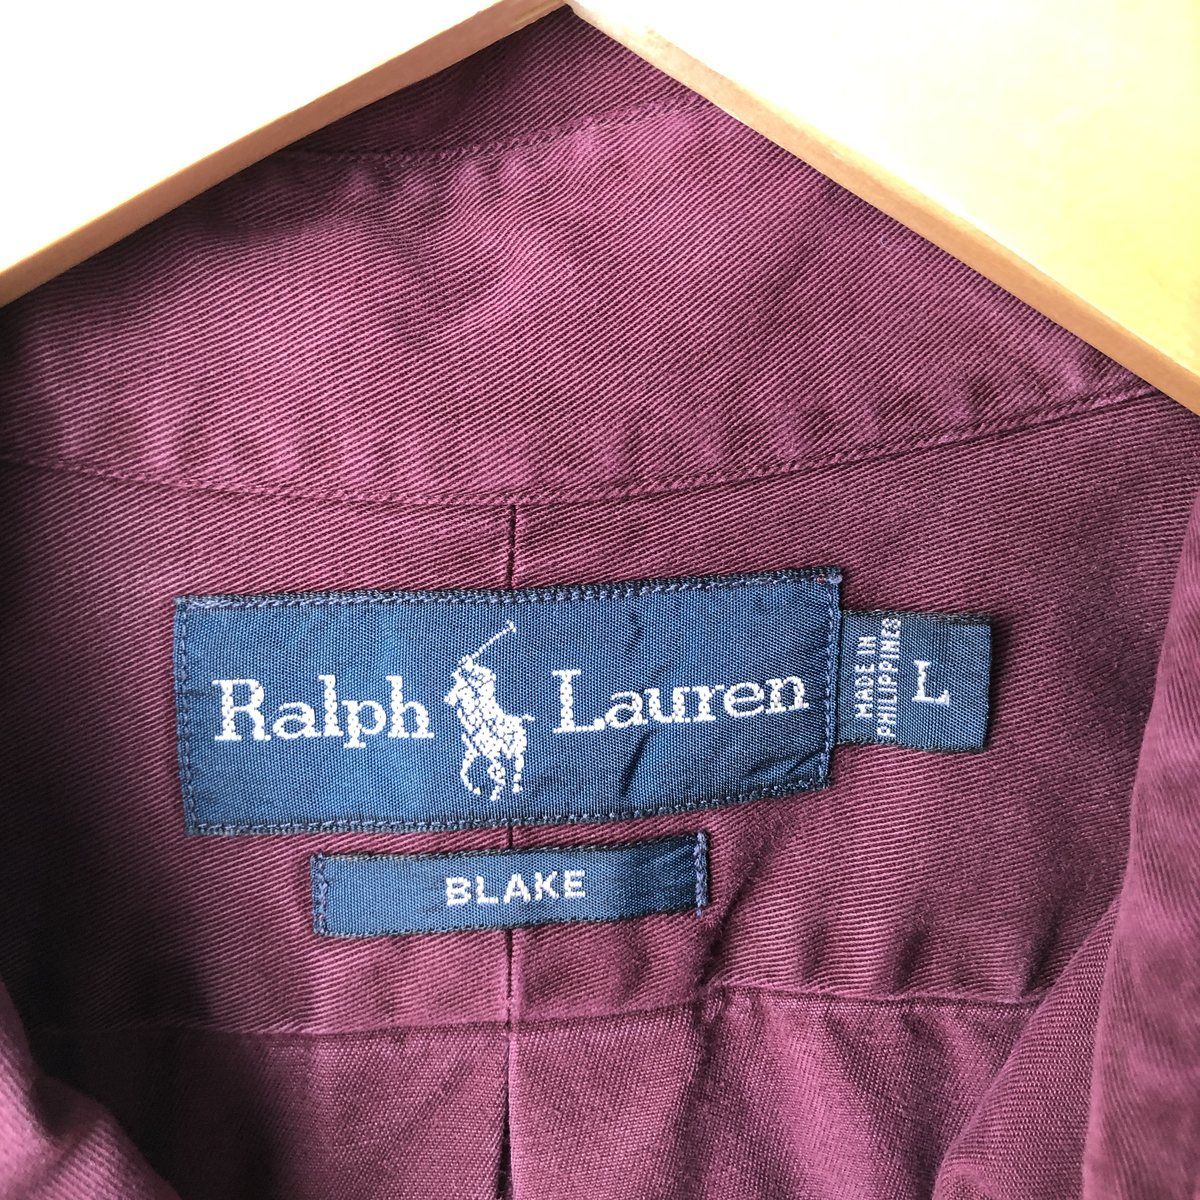 Ralph Lauren
MADE IN
PHILIPPINES
L
BLAKE